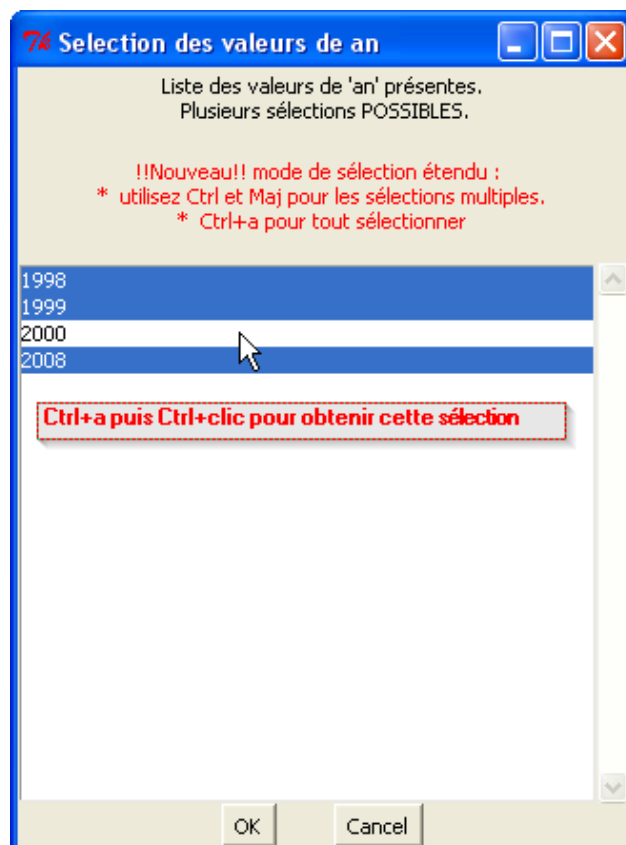 7k Selection des valeurs de an
Liste des valeurs de 'an' présentes.
Plusieurs sélections POSSIBLES.
!!Nouveau!! mode de sélection étendu :
* utilisez Ctrl et Maj pour les sélections multiples.
* Ctrl+a pour tout sélectionner
1998
1999
2000
2008
Ctrl+a puis Ctrl+clic pour obtenir cette sélection
OK Cancel